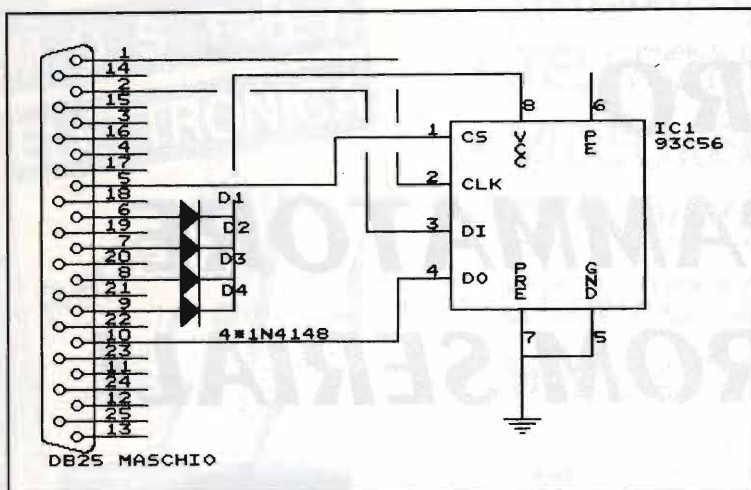 1
14
2
15
3
16
4
17
5
18
6
19
7
20
8
21
9
22
10
23
11
24
12
25
13
DB25 MASCHIO
D1
D2
D3
D4
4*1N4148
8 6
IC1
93C56
1 CS VCC PE
2 CLK
3 DI
4 DO PRE GND
7 5